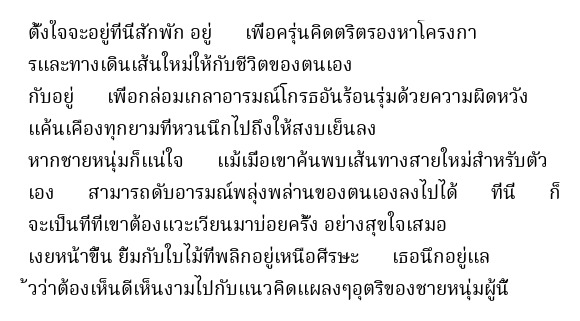 ตั้งใจจะอยู่ที่นี่สักพัก อยู่ เพื่อครุ่นคิดตริตรองหาโครงกา
รและทางเดินเส้นใหม่ให้กับชีวิตของตนเอง
กับอยู่ เพื่อกล่อมเกลาอารมณ์โกรธอันร้อนรุ่มด้วยความผิดหวัง
แค้นเคืองทุกยามที่หวนนึกไปถึงให้สงบเย็นลง
หากชายหนุ่มก็แน่ใจ แม้เมื่อเขาค้นพบเส้นทางสายใหม่สำหรับตัว
เอง สามารถดับอารมณ์พลุ่งพล่านของตนเองลงไปได้ ที่นี่ ก็
จะเป็นที่ที่เขาต้องแวะเวียนมาบ่อยครั้ง อย่างสุขใจเสมอ
เงยหน้าขึ้น ยิ้มกับใบไม้ที่พลิกอยู่เหนือศีรษะ เธอนึกอยู่แล
้วว่าต้องเห็นดีเห็นงามไปกับแนวคิดแผลงๆอุตริของชายหนุ่มผู้นี้